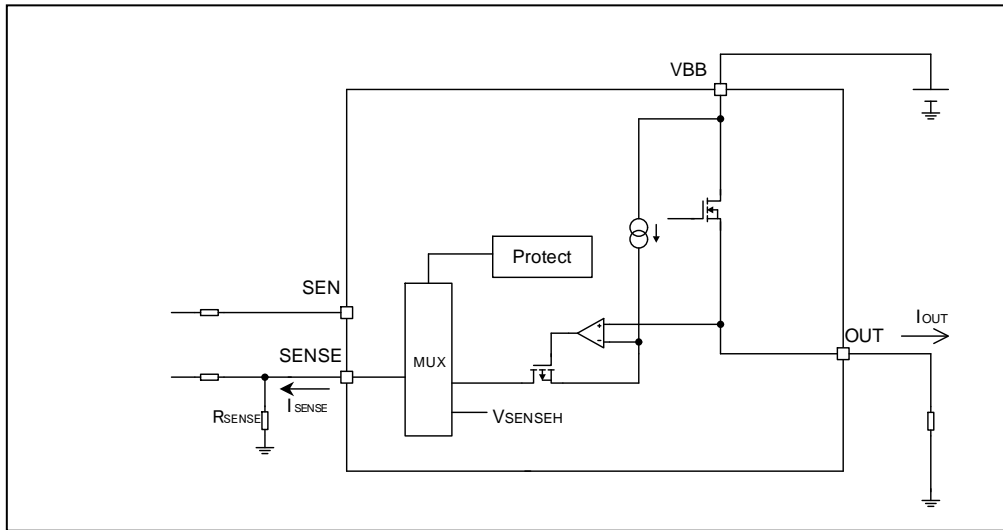 VBB
Protect
SEN
IOUT
OUT
SENSE
MUX
ISENSE
RSENSE
VSENSEH
+
-